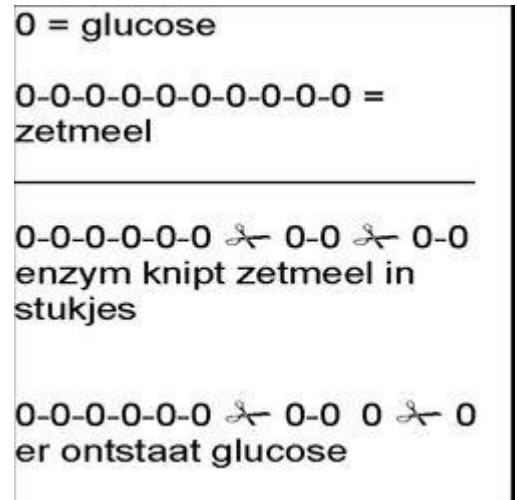 0 = glucose
0-0-0-0-0-0-0-0-0-0 =
zetmeel
0-0-0-0-0-0 ✂ 0-0 ✂ 0-0
enzym knipt zetmeel in
stukjes
0-0-0-0-0-0 ✂ 0-0 0 ✂ 0
er ontstaat glucose